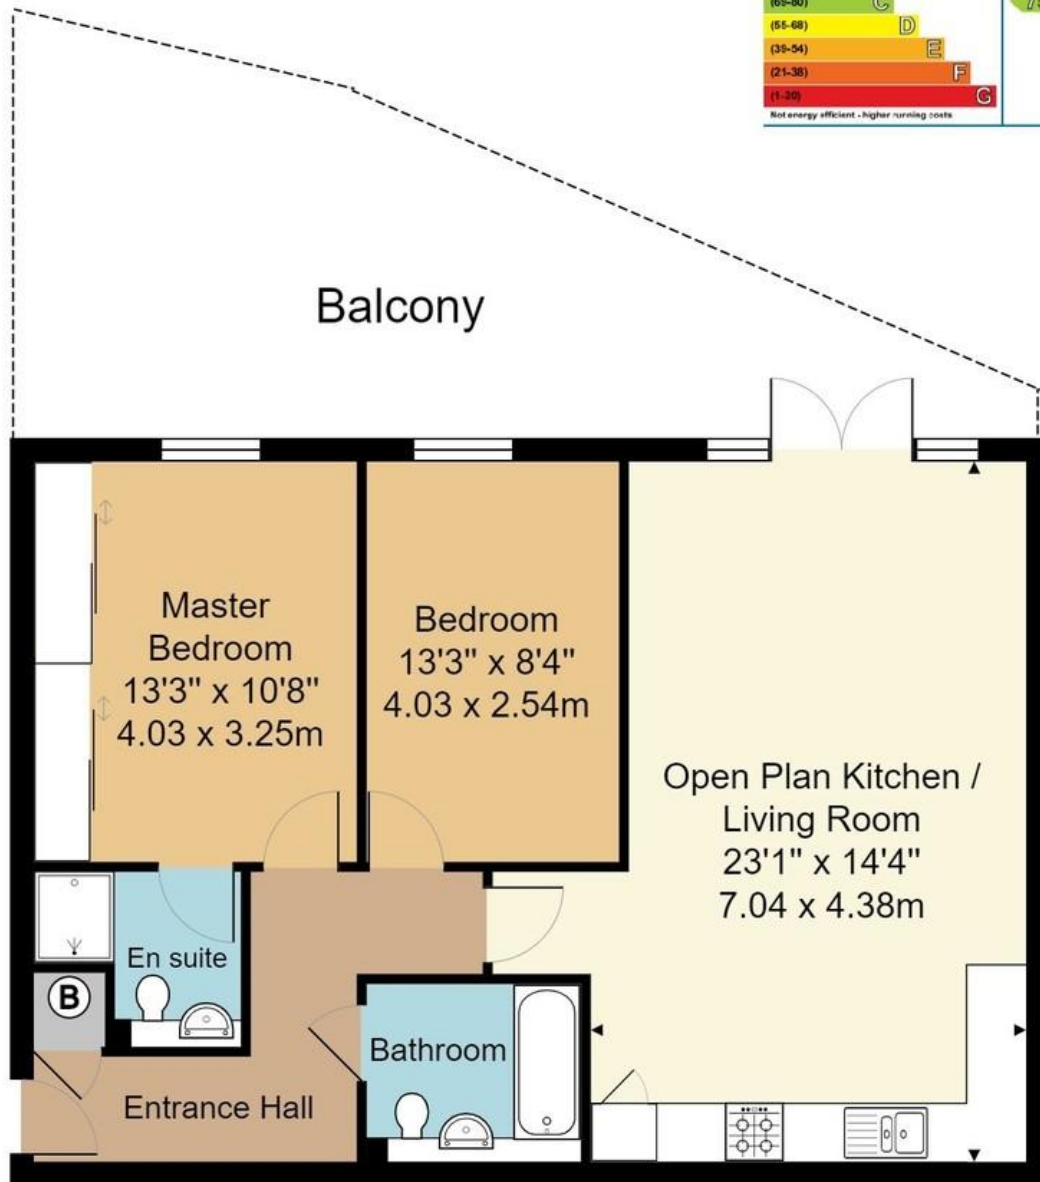 (69-80) C
(55-68) D
(39-54) E
(21-38) F
(1-20) G
Not energy efficient - higher running costs
Balcony
Master
Bedroom
13'3" x 10'8"
4.03 x 3.25m
Bedroom
13'3" x 8'4"
4.03 x 2.54m
Open Plan Kitchen /
Living Room
23'1" x 14'4"
7.04 x 4.38m
En suite
B
Bathroom
Entrance Hall